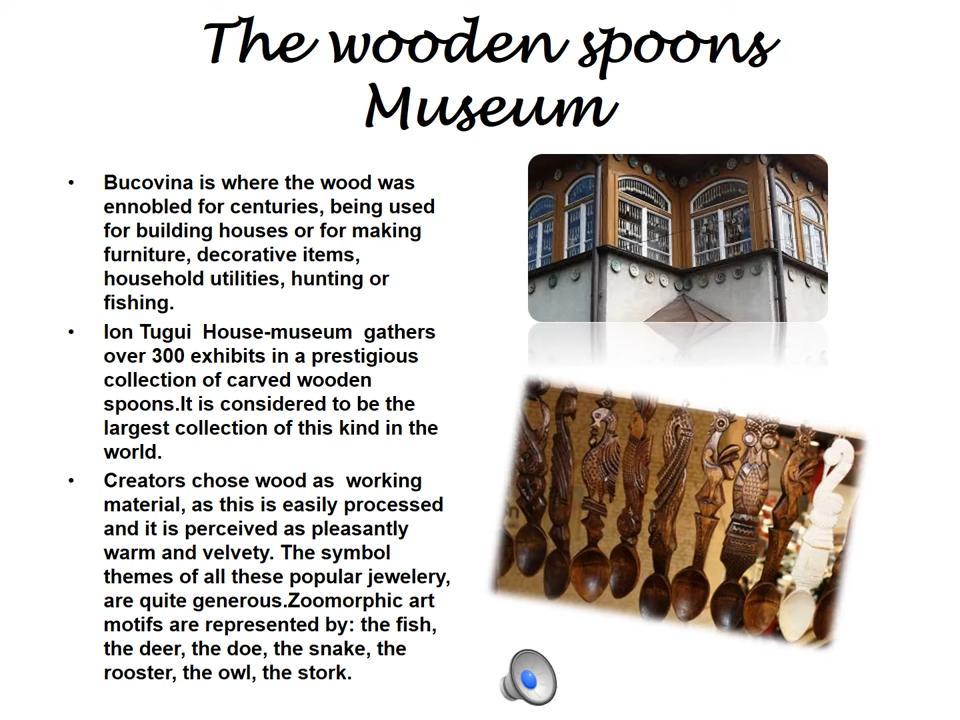 The wooden spoons
Museum
• Bucovina is where the wood was
ennobled for centuries, being used
for building houses or for making
furniture, decorative items,
household utilities, hunting or
fishing.
• Ion Tugui  House-museum  gathers
over 300 exhibits in a prestigious
collection of carved wooden
spoons.It is considered to be the
largest collection of this kind in the
world.
• Creators chose wood as  working
material, as this is easily processed
and it is perceived as pleasantly
warm and velvety. The symbol
themes of all these popular jewelery,
are quite generous.Zoomorphic art
motifs are represented by: the fish,
the deer, the doe, the snake, the
rooster, the owl, the stork.